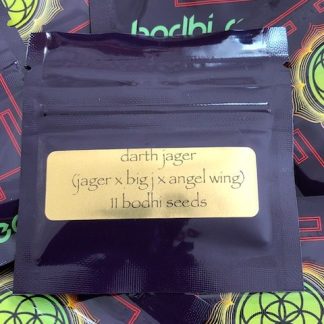 bodhi s
darth jager
(jager x big j x angel wing)
11 bodhi seeds